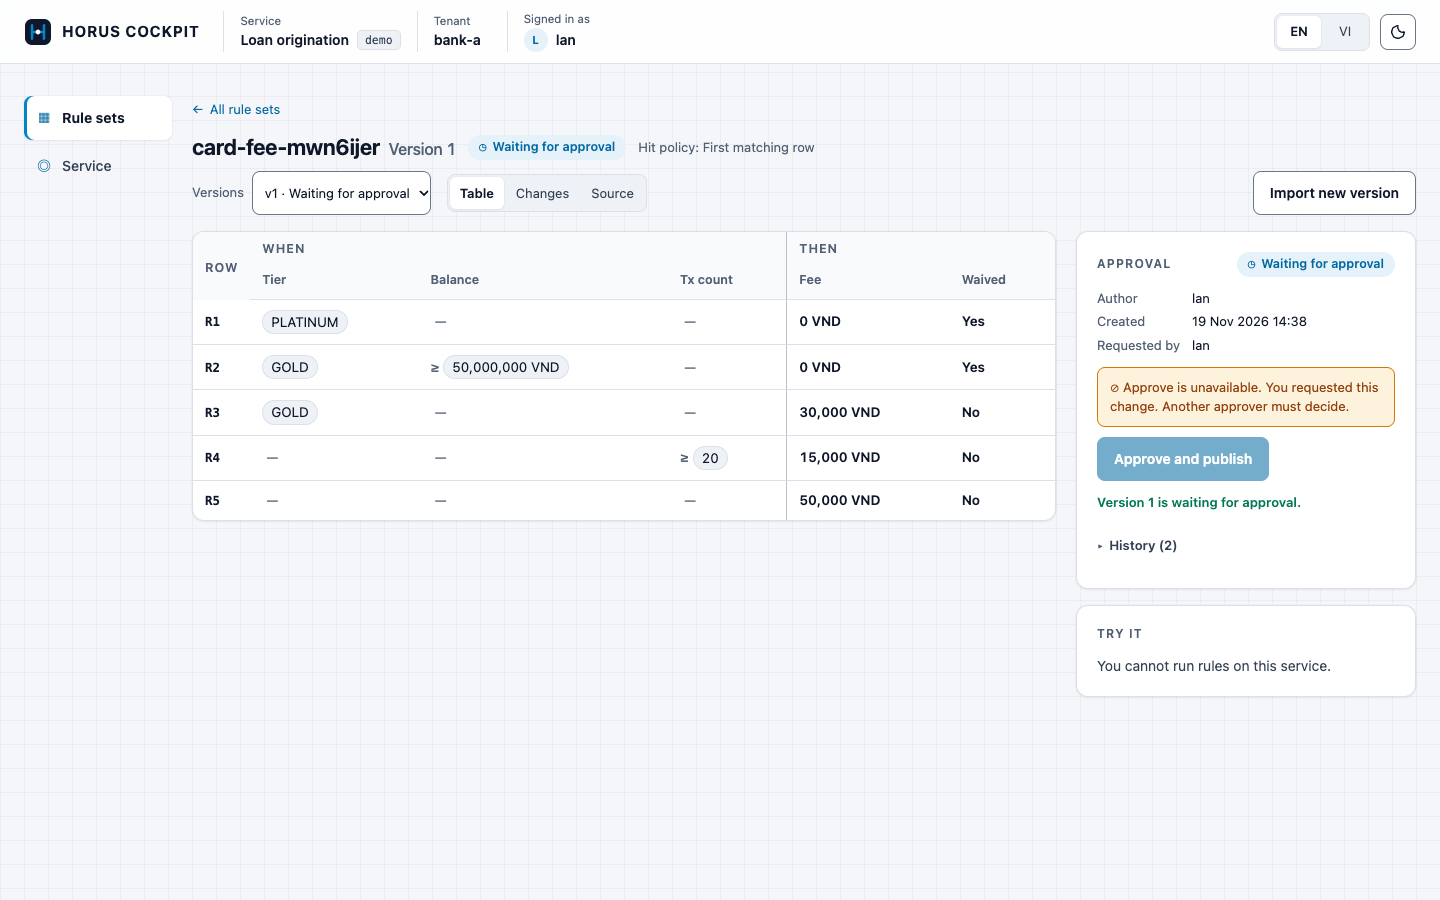 HORUS COCKPIT
Service
Loan origination demo
Tenant
bank-a
Signed in as
L lan
EN VI
Rule sets
Service
← All rule sets
card-fee-mwn6ijer Version 1 Waiting for approval Hit policy: First matching row
Versions v1 · Waiting for approval Table Changes Source Import new version
ROW WHEN THEN
Tier Balance Tx count Fee Waived
R1 PLATINUM — — 0 VND Yes
R2 GOLD ≥ 50,000,000 VND — 0 VND Yes
R3 GOLD — — 30,000 VND No
R4 — — ≥ 20 15,000 VND No
R5 — — — 50,000 VND No
APPROVAL Waiting for approval
Author lan
Created 19 Nov 2026 14:38
Requested by lan
⊘ Approve is unavailable. You requested this
change. Another approver must decide.
Approve and publish
Version 1 is waiting for approval.
▸ History (2)
TRY IT
You cannot run rules on this service.